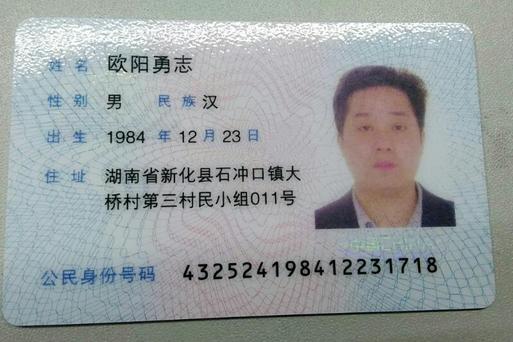 姓名 欧阳勇志
性别 男 民族 汉
出生 1984 年 12 月 23 日
住址 湖南省新化县石冲口镇大
桥村第三村民小组011号
公民身份号码 432524198412231718